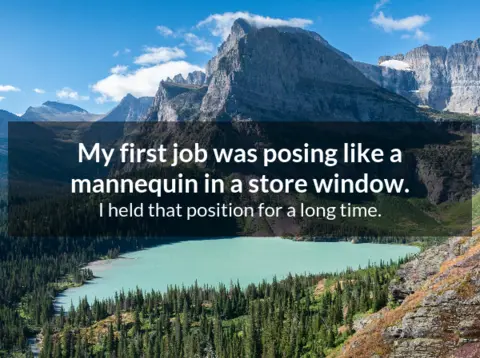 My first job was posing like a
mannequin in a store window.
I held that position for a long time.